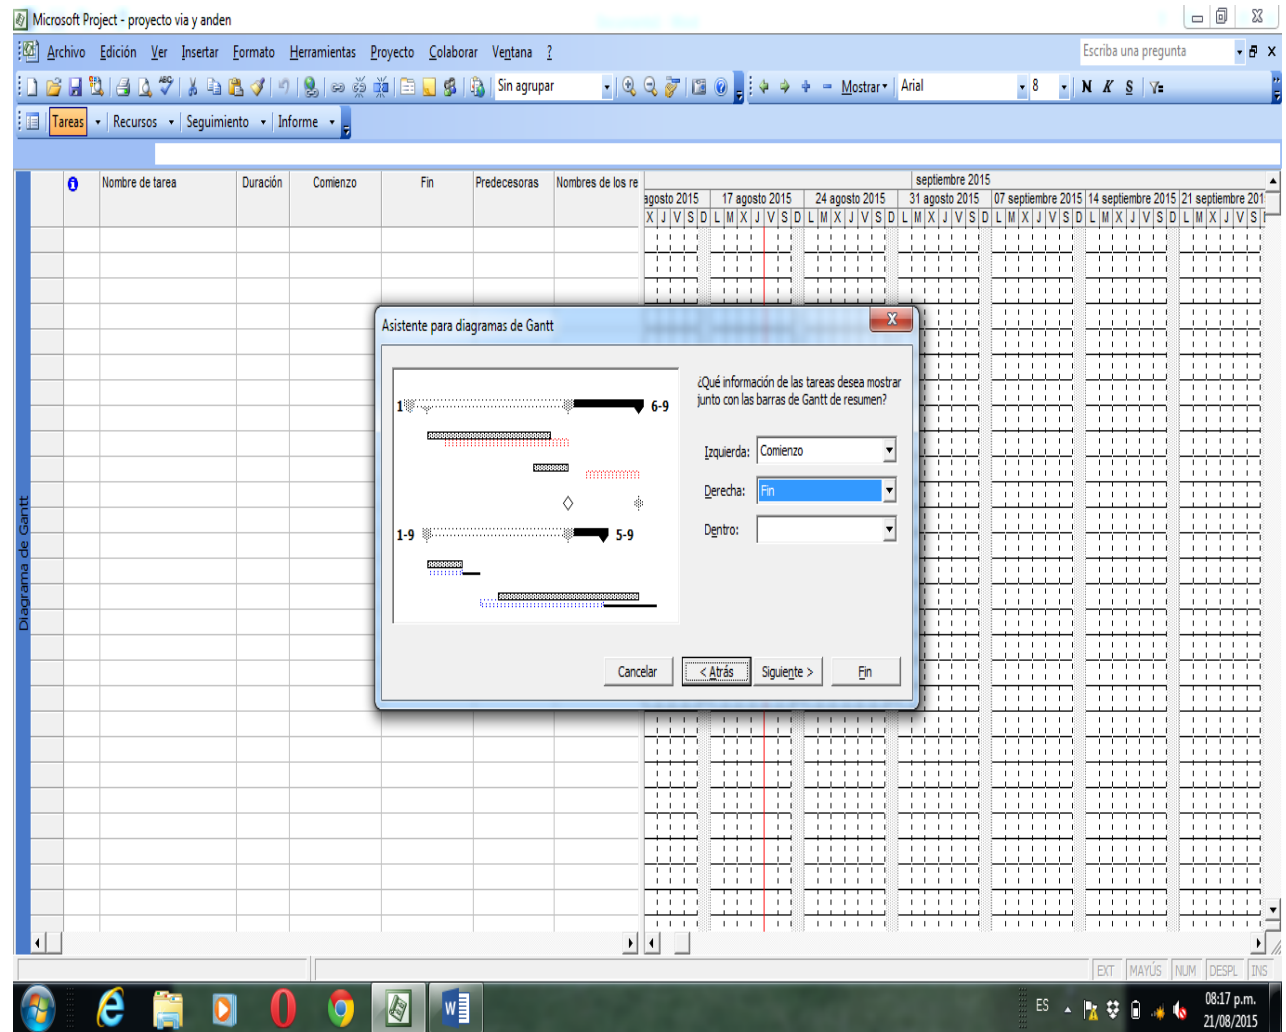 Microsoft Project - proyecto via y anden
Archivo Edición Ver Insertar Formato Herramientas Proyecto Colaborar Ventana ?
Escriba una pregunta
Sin agrupar
Mostrar
Arial
8
N K S
Tareas Recursos Seguimiento Informe
Nombre de tarea Duración Comienzo Fin Predecesoras Nombres de los re
septiembre 2015
agosto 2015 17 agosto 2015 24 agosto 2015 31 agosto 2015 07 septiembre 2015 14 septiembre 2015 21 septiembre 201
X J V S D L M X J V S D L M X J V S D L M X J V S D L M X J V S D L M X J V S D L M X J V S
Diagrama de Gantt
Asistente para diagramas de Gantt
X
¿Qué información de las tareas desea mostrar
junto con las barras de Gantt de resumen?
1 6-9
1-9 5-9
Izquierda: Comienzo
Derecha: Fin
Dentro:
Cancelar < Atrás Siguiente > Fin
EXT MAYÚS NUM DESPL INS
ES
08:17 p.m.
21/08/2015